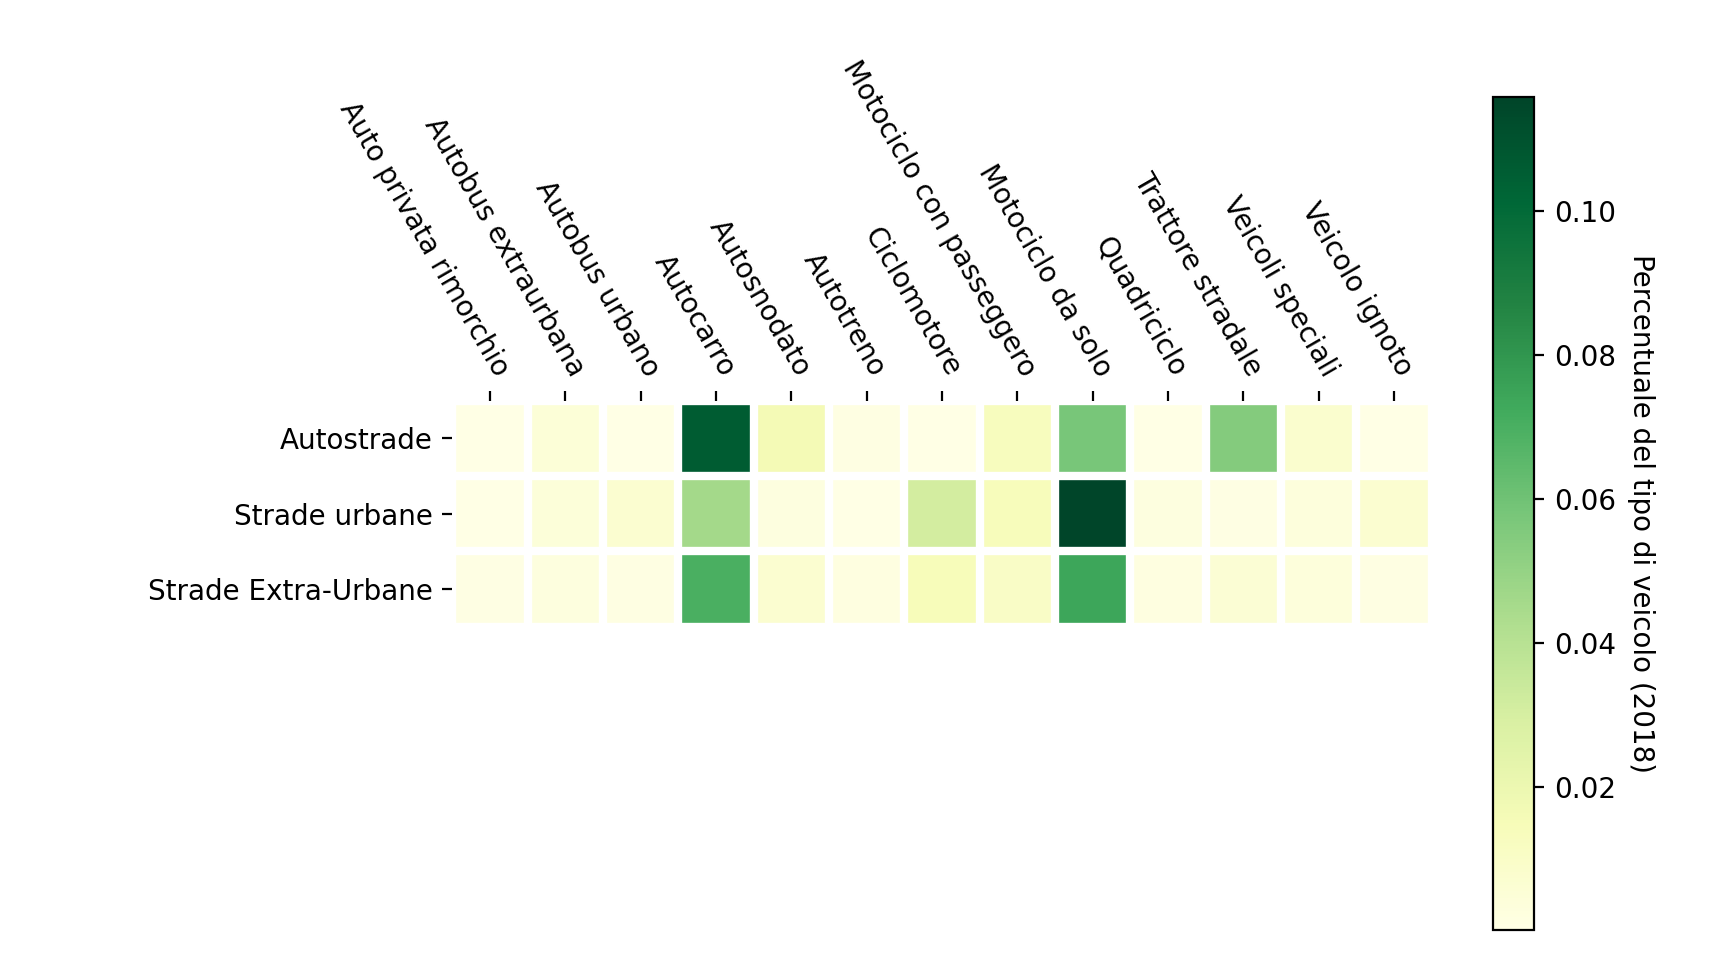 Auto privata rimorchio
Autobus extraurbana
Autobus urbano
Autocarro
Autosnodato
Autotreno
Ciclomotore
Motociclo con passeggero
Motociclo da solo
Quadriciclo
Trattore stradale
Veicoli speciali
Veicolo ignoto
Autostrade
Strade urbane
Strade Extra-Urbane
0.10
0.08
0.06
0.04
0.02
Percentuale del tipo di veicolo (2018)